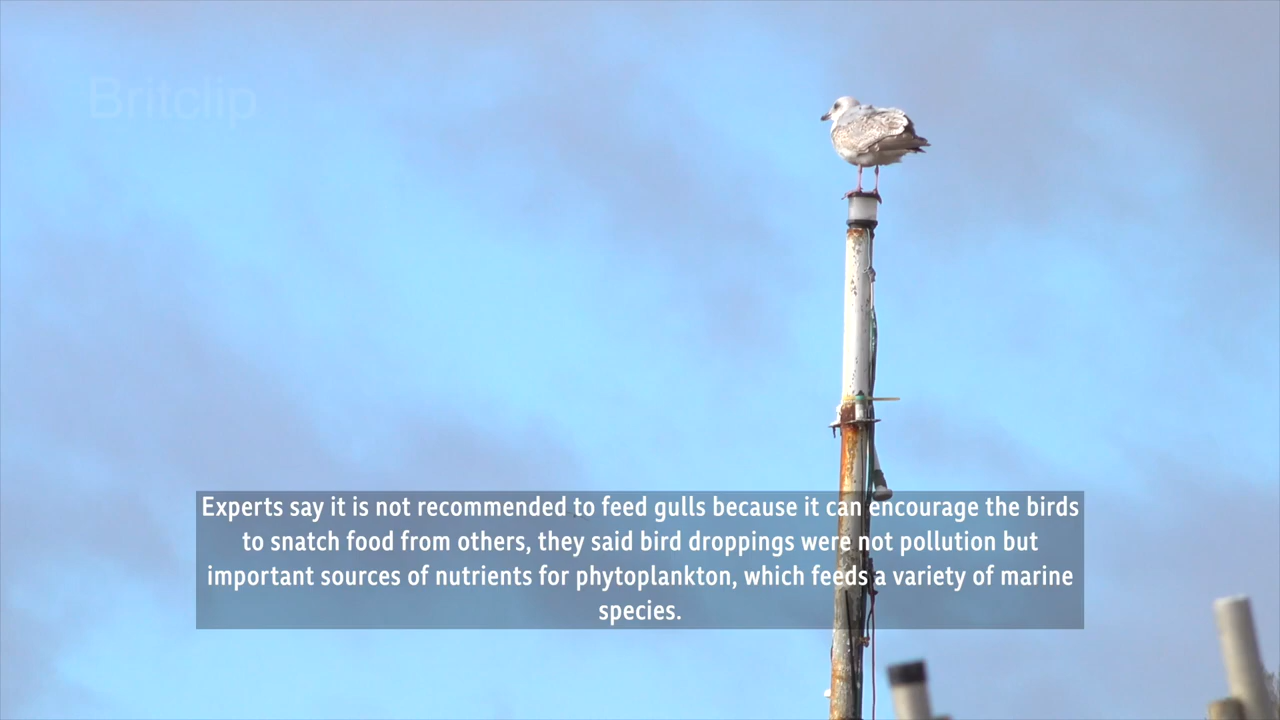 Britclip
Experts say it is not recommended to feed gulls because it can encourage the birds
to snatch food from others, they said bird droppings were not pollution but
important sources of nutrients for phytoplankton, which feeds a variety of marine
species.